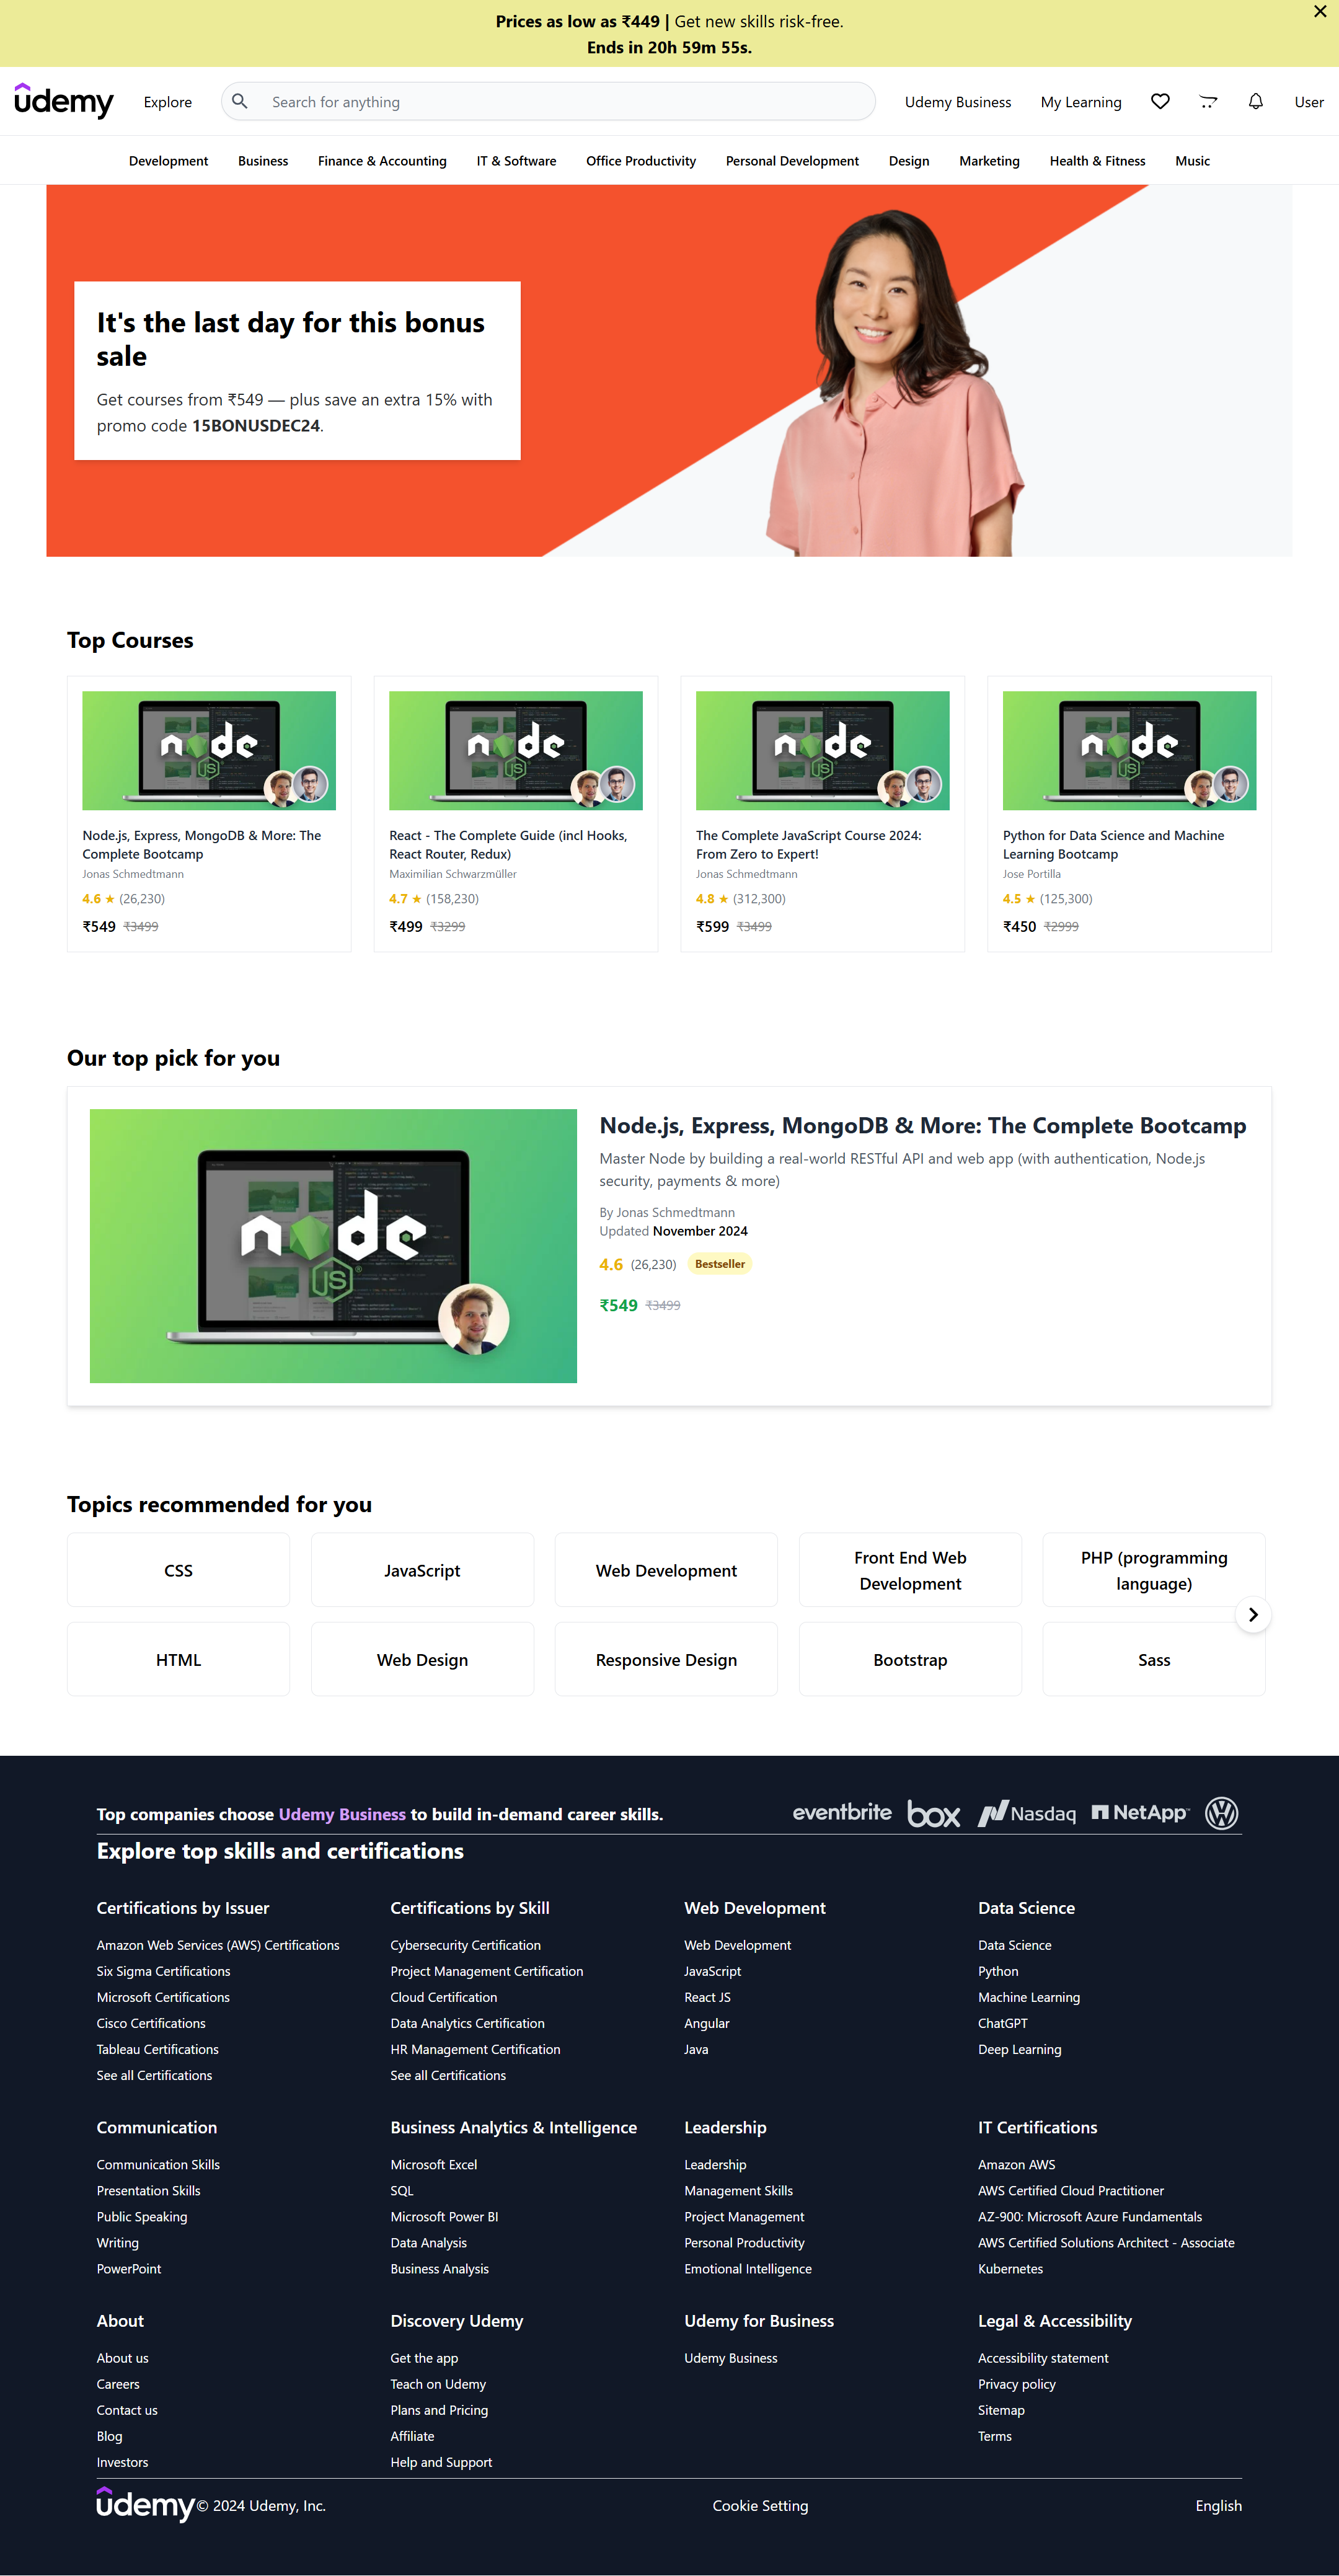 Prices as low as ₹449 | Get new skills risk-free.
Ends in 20h 59m 55s.
udemy
Explore
Search for anything
Udemy Business
My Learning
User
Development
Business
Finance & Accounting
IT & Software
Office Productivity
Personal Development
Design
Marketing
Health & Fitness
Music
It's the last day for this bonus
sale
Get courses from ₹549 — plus save an extra 15% with
promo code 15BONUSDEC24.
Top Courses
node
JS
Node.js, Express, MongoDB & More: The
Complete Bootcamp
Jonas Schmedtmann
4.6 ★ (26,230)
₹549 ₹3499
node
JS
React - The Complete Guide (incl Hooks,
React Router, Redux)
Maximilian Schwarzmüller
4.7 ★ (158,230)
₹499 ₹3299
node
JS
The Complete JavaScript Course 2024:
From Zero to Expert!
Jonas Schmedtmann
4.8 ★ (312,300)
₹599 ₹3499
node
JS
Python for Data Science and Machine
Learning Bootcamp
Jose Portilla
4.5 ★ (125,300)
₹450 ₹2999
Our top pick for you
node
JS
Node.js, Express, MongoDB & More: The Complete Bootcamp
Master Node by building a real-world RESTful API and web app (with authentication, Node.js
security, payments & more)
By Jonas Schmedtmann
Updated November 2024
4.6 (26,230) Bestseller
₹549 ₹3499
Topics recommended for you
CSS
JavaScript
Web Development
Front End Web
Development
PHP (programming
language)
HTML
Web Design
Responsive Design
Bootstrap
Sass
Top companies choose Udemy Business to build in-demand career skills.
eventbrite
box
Nasdaq
NetApp
Explore top skills and certifications
Certifications by Issuer
Amazon Web Services (AWS) Certifications
Six Sigma Certifications
Microsoft Certifications
Cisco Certifications
Tableau Certifications
See all Certifications
Certifications by Skill
Cybersecurity Certification
Project Management Certification
Cloud Certification
Data Analytics Certification
HR Management Certification
See all Certifications
Web Development
Web Development
JavaScript
React JS
Angular
Java
Data Science
Data Science
Python
Machine Learning
ChatGPT
Deep Learning
Communication
Communication Skills
Presentation Skills
Public Speaking
Writing
PowerPoint
Business Analytics & Intelligence
Microsoft Excel
SQL
Microsoft Power BI
Data Analysis
Business Analysis
Leadership
Leadership
Management Skills
Project Management
Personal Productivity
Emotional Intelligence
IT Certifications
Amazon AWS
AWS Certified Cloud Practitioner
AZ-900: Microsoft Azure Fundamentals
AWS Certified Solutions Architect - Associate
Kubernetes
About
About us
Careers
Contact us
Blog
Investors
Discovery Udemy
Get the app
Teach on Udemy
Plans and Pricing
Affiliate
Help and Support
Udemy for Business
Udemy Business
Legal & Accessibility
Accessibility statement
Privacy policy
Sitemap
Terms
udemy © 2024 Udemy, Inc.
Cookie Setting
English